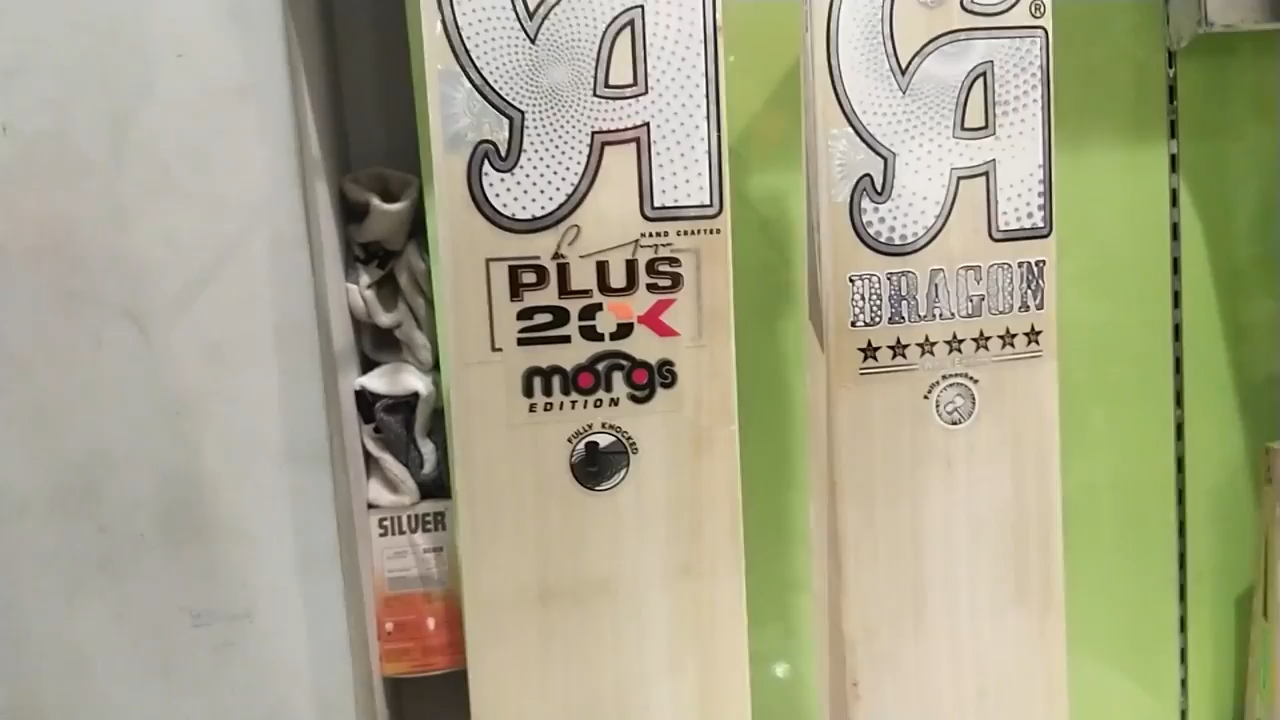 CA
HAND CRAFTED
PLUS
20K
morgs
EDITION
FULLY KNOCKED
CA
®
DRAGON
Fully Knocked
SILVER